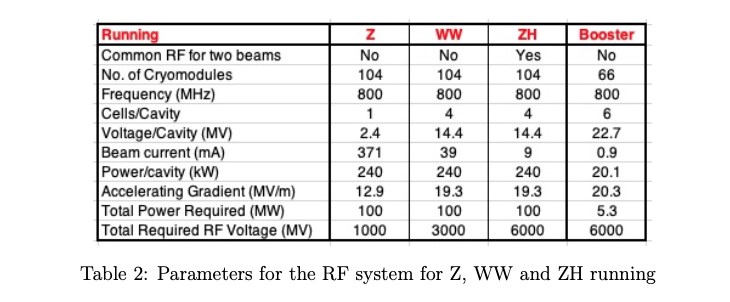 Running Z WW ZH Booster
Common RF for two beams No No Yes No
No. of Cryomodules 104 104 104 66
Frequency (MHz) 800 800 800 800
Cells/Cavity 1 4 4 6
Voltage/Cavity (MV) 2.4 14.4 14.4 22.7
Beam current (mA) 371 39 9 0.9
Power/cavity (kW) 240 240 240 20.1
Accelerating Gradient (MV/m) 12.9 19.3 19.3 20.3
Total Power Required (MW) 100 100 100 5.3
Total Required RF Voltage (MV) 1000 3000 6000 6000
Table 2: Parameters for the RF system for Z, WW and ZH running